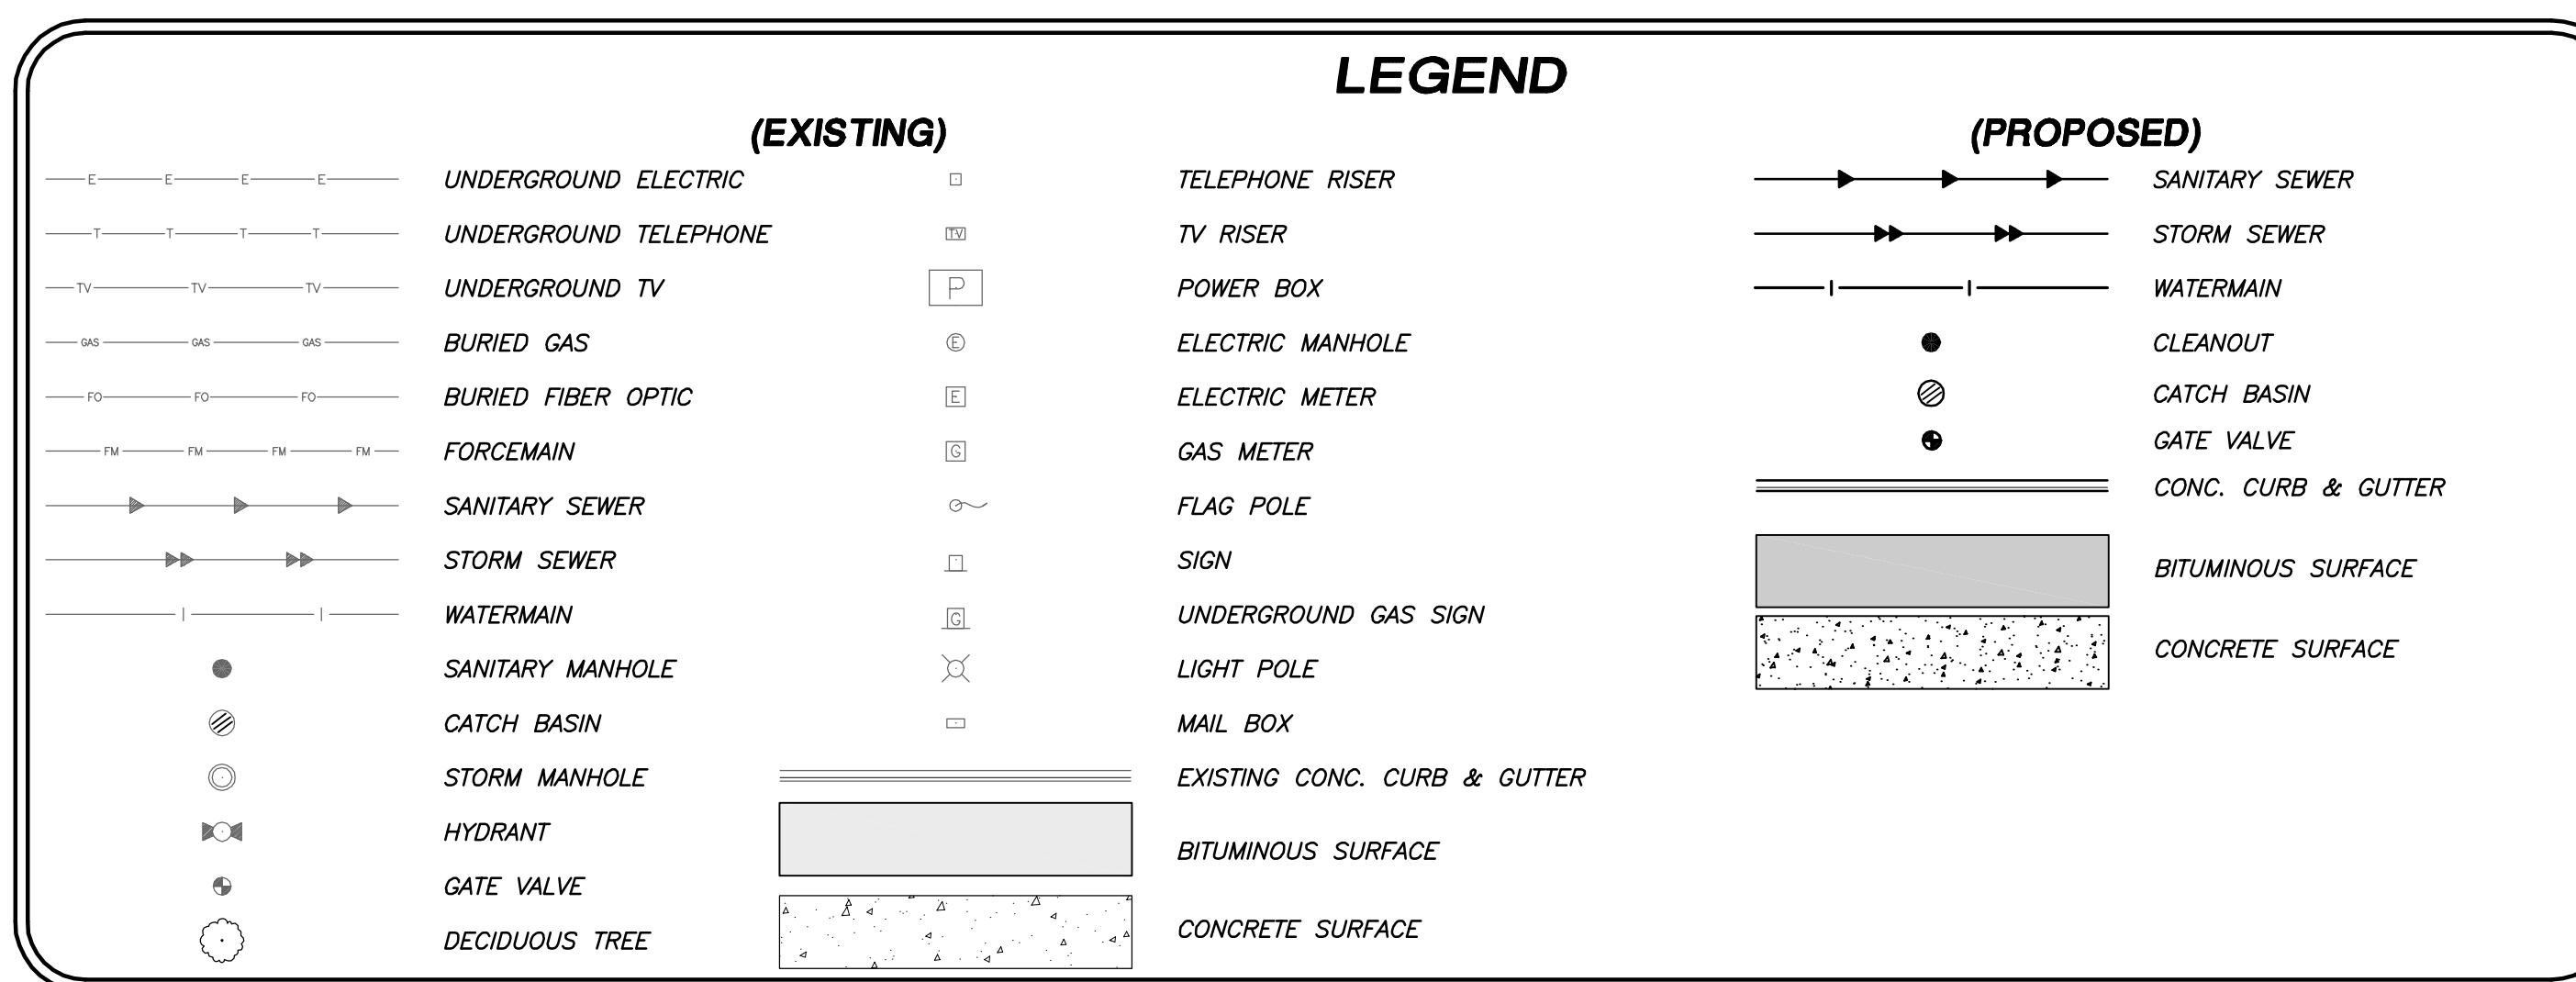 LEGEND
(EXISTING) (PROPOSED)
E E E E UNDERGROUND ELECTRIC TELEPHONE RISER SANITARY SEWER
T T T T UNDERGROUND TELEPHONE TV TV RISER STORM SEWER
TV TV TV UNDERGROUND TV P POWER BOX WATERMAIN
GAS GAS GAS BURIED GAS E ELECTRIC MANHOLE CLEANOUT
FO FO FO BURIED FIBER OPTIC E ELECTRIC METER CATCH BASIN
FM FM FM FM FORCEMAIN G GAS METER GATE VALVE
SANITARY SEWER FLAG POLE CONC. CURB & GUTTER
STORM SEWER SIGN BITUMINOUS SURFACE
WATERMAIN G UNDERGROUND GAS SIGN CONCRETE SURFACE
SANITARY MANHOLE LIGHT POLE
CATCH BASIN MAIL BOX
STORM MANHOLE EXISTING CONC. CURB & GUTTER
HYDRANT BITUMINOUS SURFACE
GATE VALVE
DECIDUOUS TREE CONCRETE SURFACE